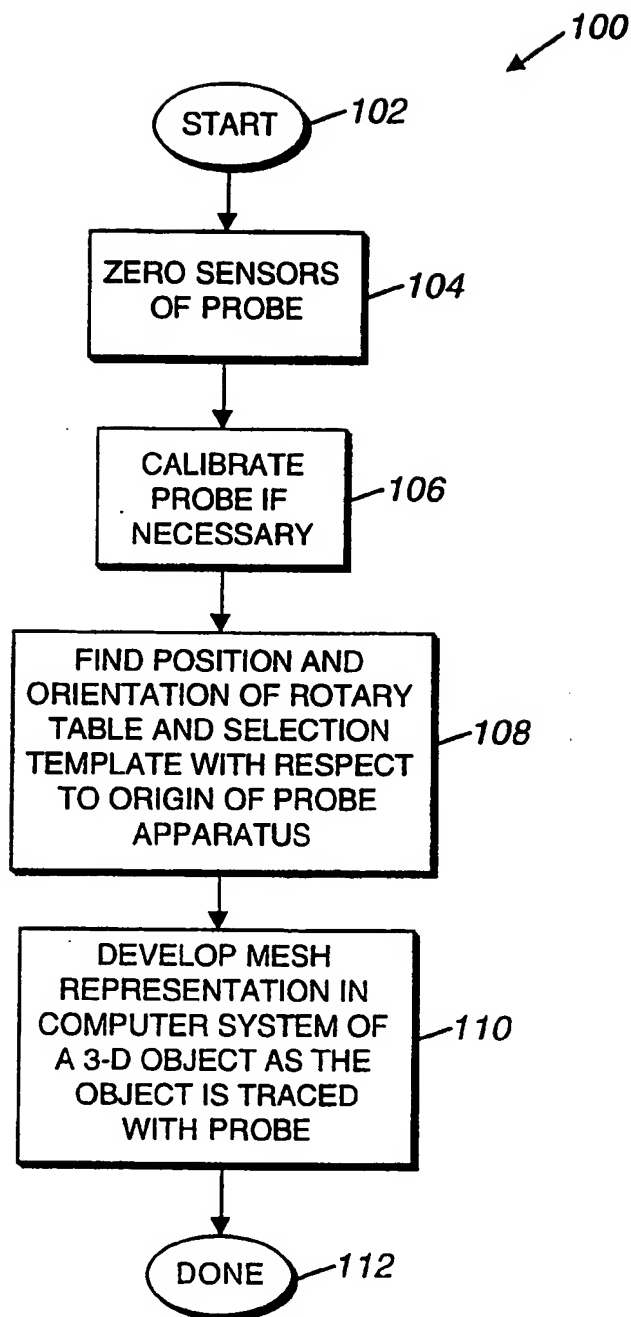 100
START
102
ZERO SENSORS
OF PROBE
104
CALIBRATE
PROBE IF
NECESSARY
106
FIND POSITION AND
ORIENTATION OF ROTARY
TABLE AND SELECTION
TEMPLATE WITH RESPECT
TO ORIGIN OF PROBE
APPARATUS
108
DEVELOP MESH
REPRESENTATION IN
COMPUTER SYSTEM OF
A 3-D OBJECT AS THE
OBJECT IS TRACED
WITH PROBE
110
DONE
112